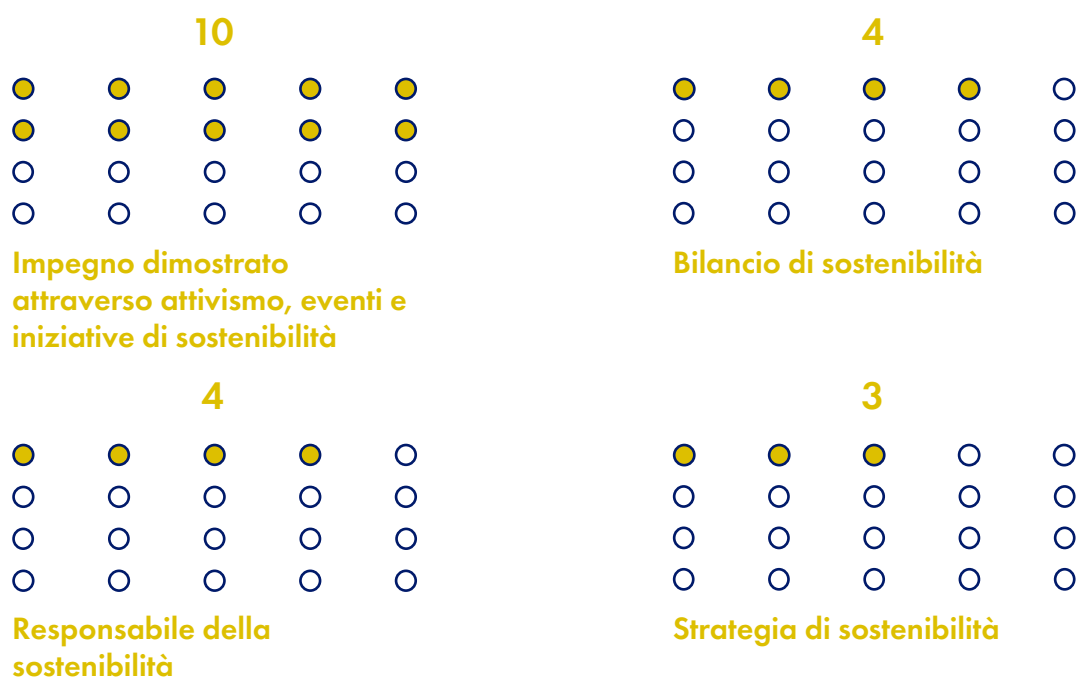 10
Impegno dimostrato
attraverso attivismo, eventi e
iniziative di sostenibilità
4
Bilancio di sostenibilità
4
Responsabile della
sostenibilità
3
Strategia di sostenibilità